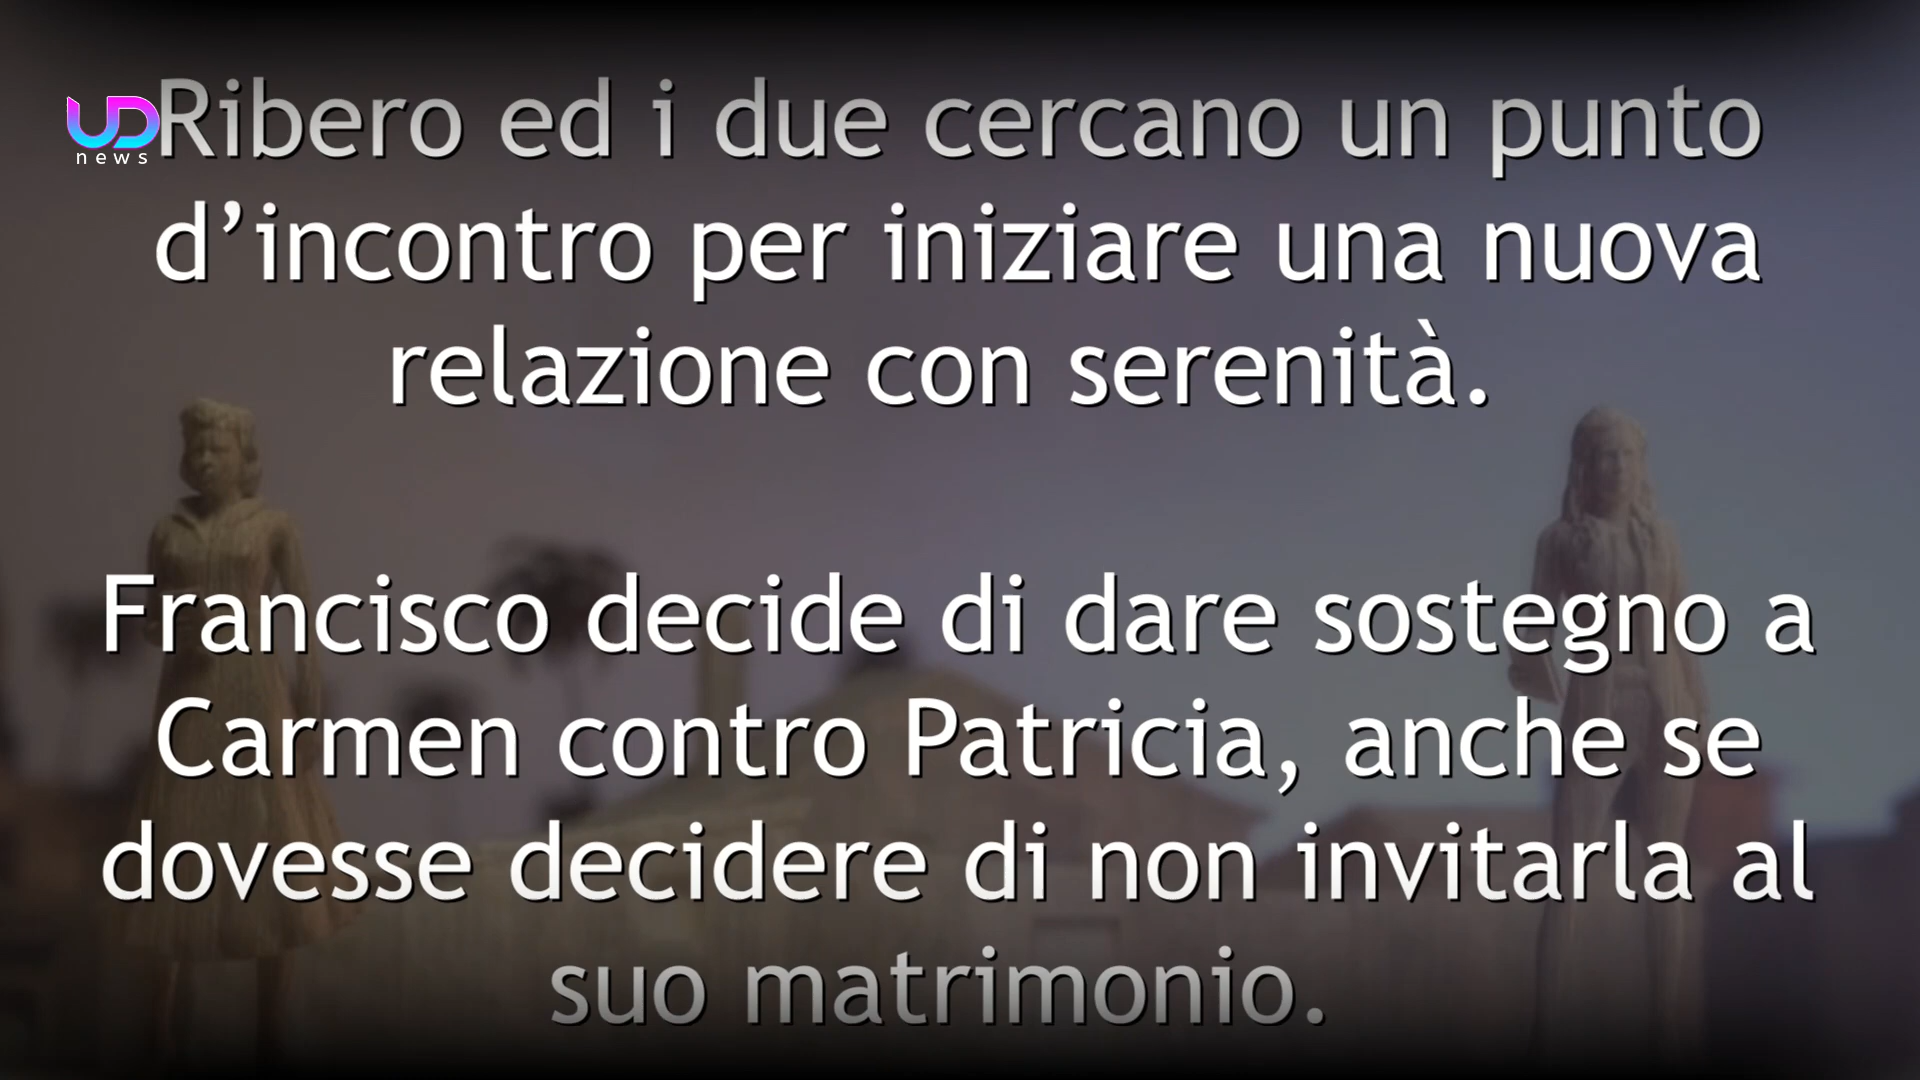 UD
news
Ribero ed i due cercano un punto
d’incontro per iniziare una nuova
relazione con serenità.
Francisco decide di dare sostegno a
Carmen contro Patricia, anche se
dovesse decidere di non invitarla al
suo matrimonio.